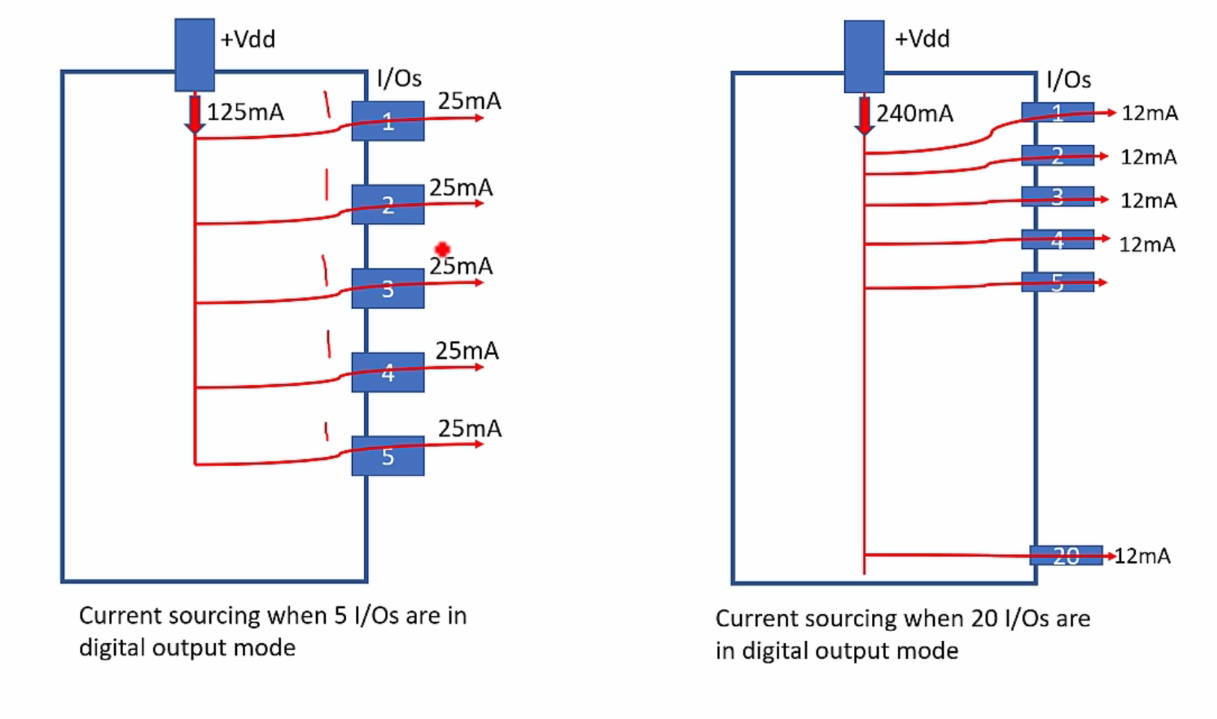 +Vdd
I/Os
125mA
1
25mA
2
25mA
3
25mA
4
25mA
5
25mA
Current sourcing when 5 I/Os are in
digital output mode
+Vdd
I/Os
240mA
1
12mA
2
12mA
3
12mA
4
12mA
5
20
12mA
Current sourcing when 20 I/Os are
in digital output mode